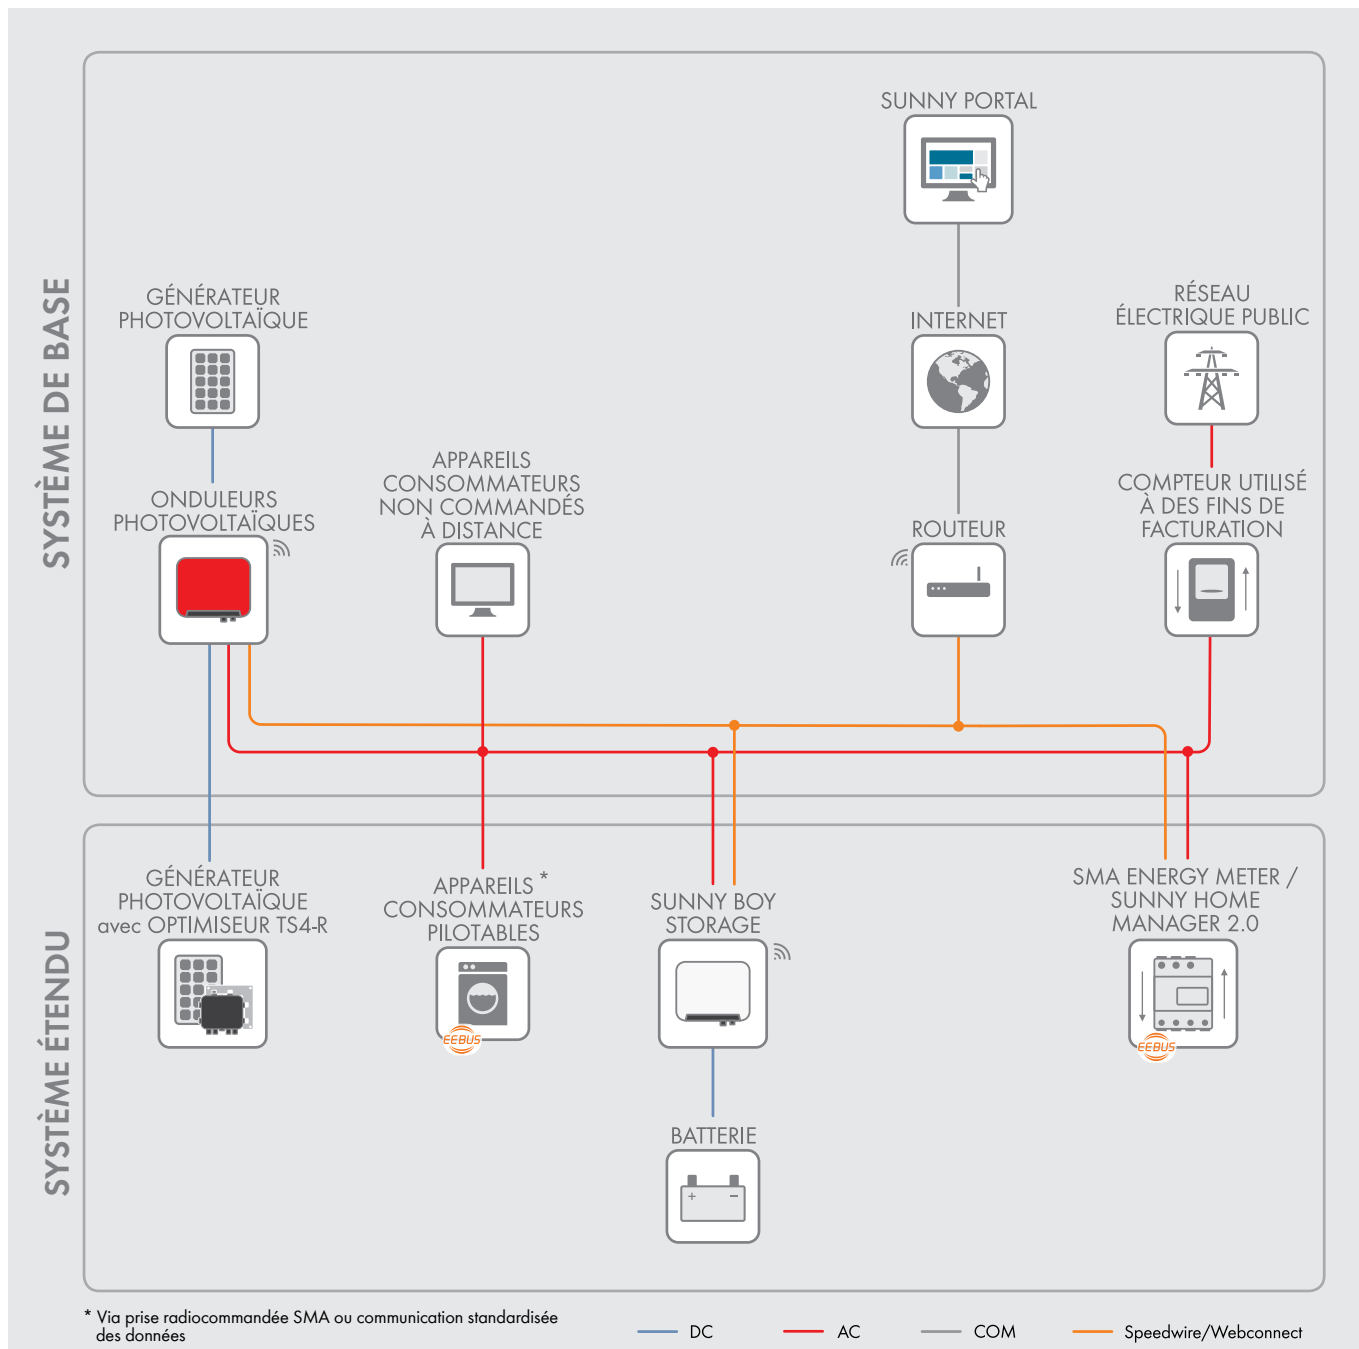 SYSTÈME DE BASE
SUNNY PORTAL
GÉNÉRATEUR
PHOTOVOLTAÏQUE
INTERNET
RÉSEAU
ÉLECTRIQUE PUBLIC
ONDULEURS
PHOTOVOLTAÏQUES
APPAREILS
CONSOMMATEURS
NON COMMANDÉS
À DISTANCE
ROUTEUR
COMPTEUR UTILISÉ
À DES FINS DE
FACTURATION
SYSTÈME ÉTENDU
GÉNÉRATEUR
PHOTOVOLTAÏQUE
avec OPTIMISEUR TS4-R
APPAREILS *
CONSOMMATEURS
PILOTABLES
EEBUS
SUNNY BOY
STORAGE
SMA ENERGY METER /
SUNNY HOME
MANAGER 2.0
EEBUS
BATTERIE
+ −
* Via prise radiocommandée SMA ou communication standardisée
des données
DC
AC
COM
Speedwire/Webconnect